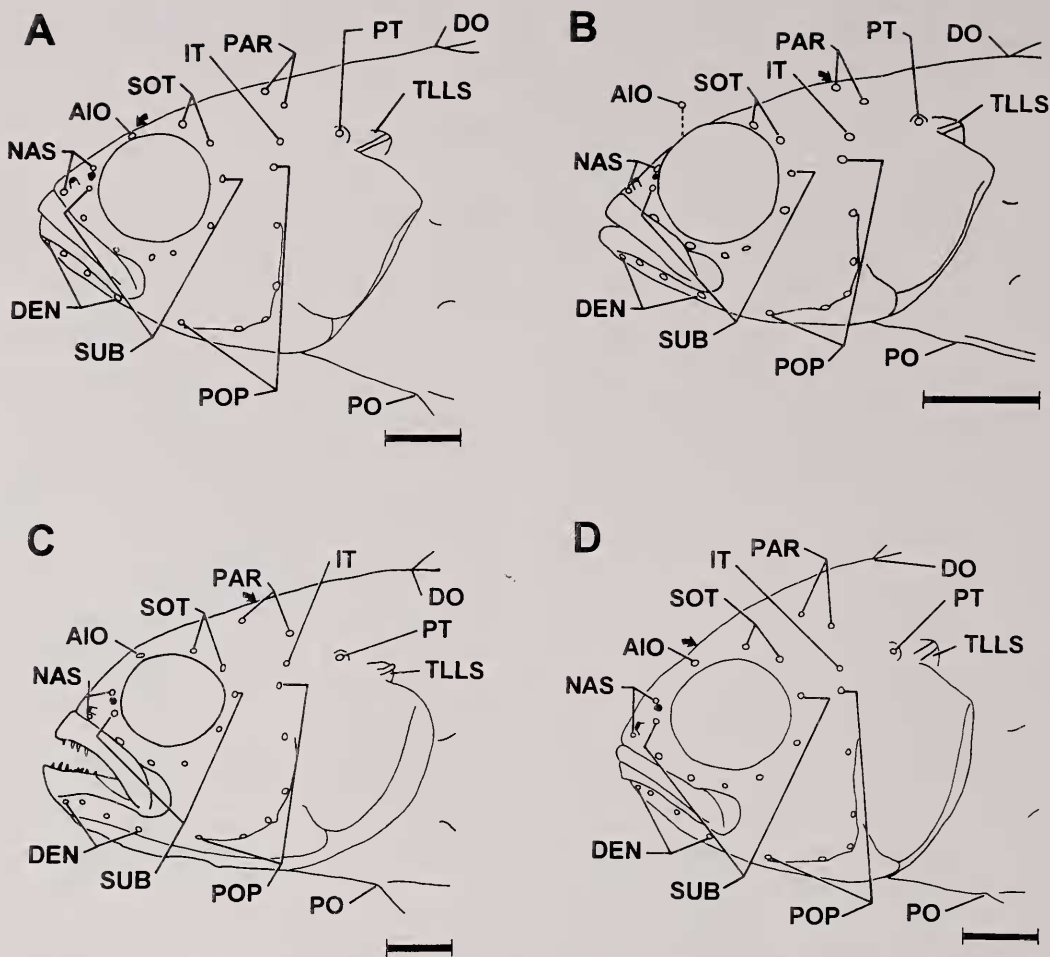 A
PT
DO
PAR
IT
SOT
TLLS
AIO
NAS
DEN
SUB
POP
PO
B
PT
DO
PAR
IT
SOT
TLLS
AIO
NAS
DEN
SUB
PO
POP
C
IT
PAR
DO
SOT
PT
AIO
TLLS
NAS
DEN
SUB
POP
PO
D
PAR
IT
DO
SOT
PT
AIO
TLLS
NAS
DEN
SUB
POP
PO